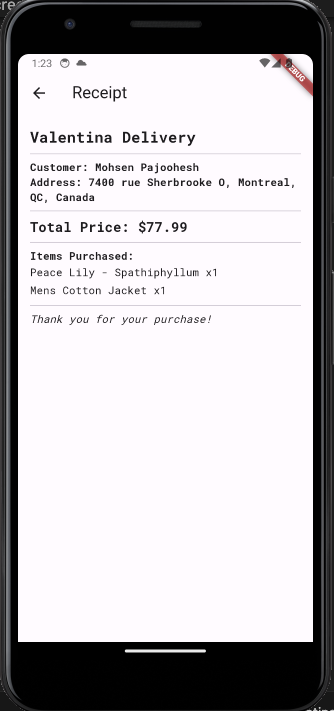 1:23
Receipt
Valentina Delivery
Customer: Mohsen Pajoohesh
Address: 7400 rue Sherbrooke O, Montreal,
QC, Canada
Total Price: $77.99
Items Purchased:
Peace Lily - Spathiphyllum x1
Mens Cotton Jacket x1
Thank you for your purchase!